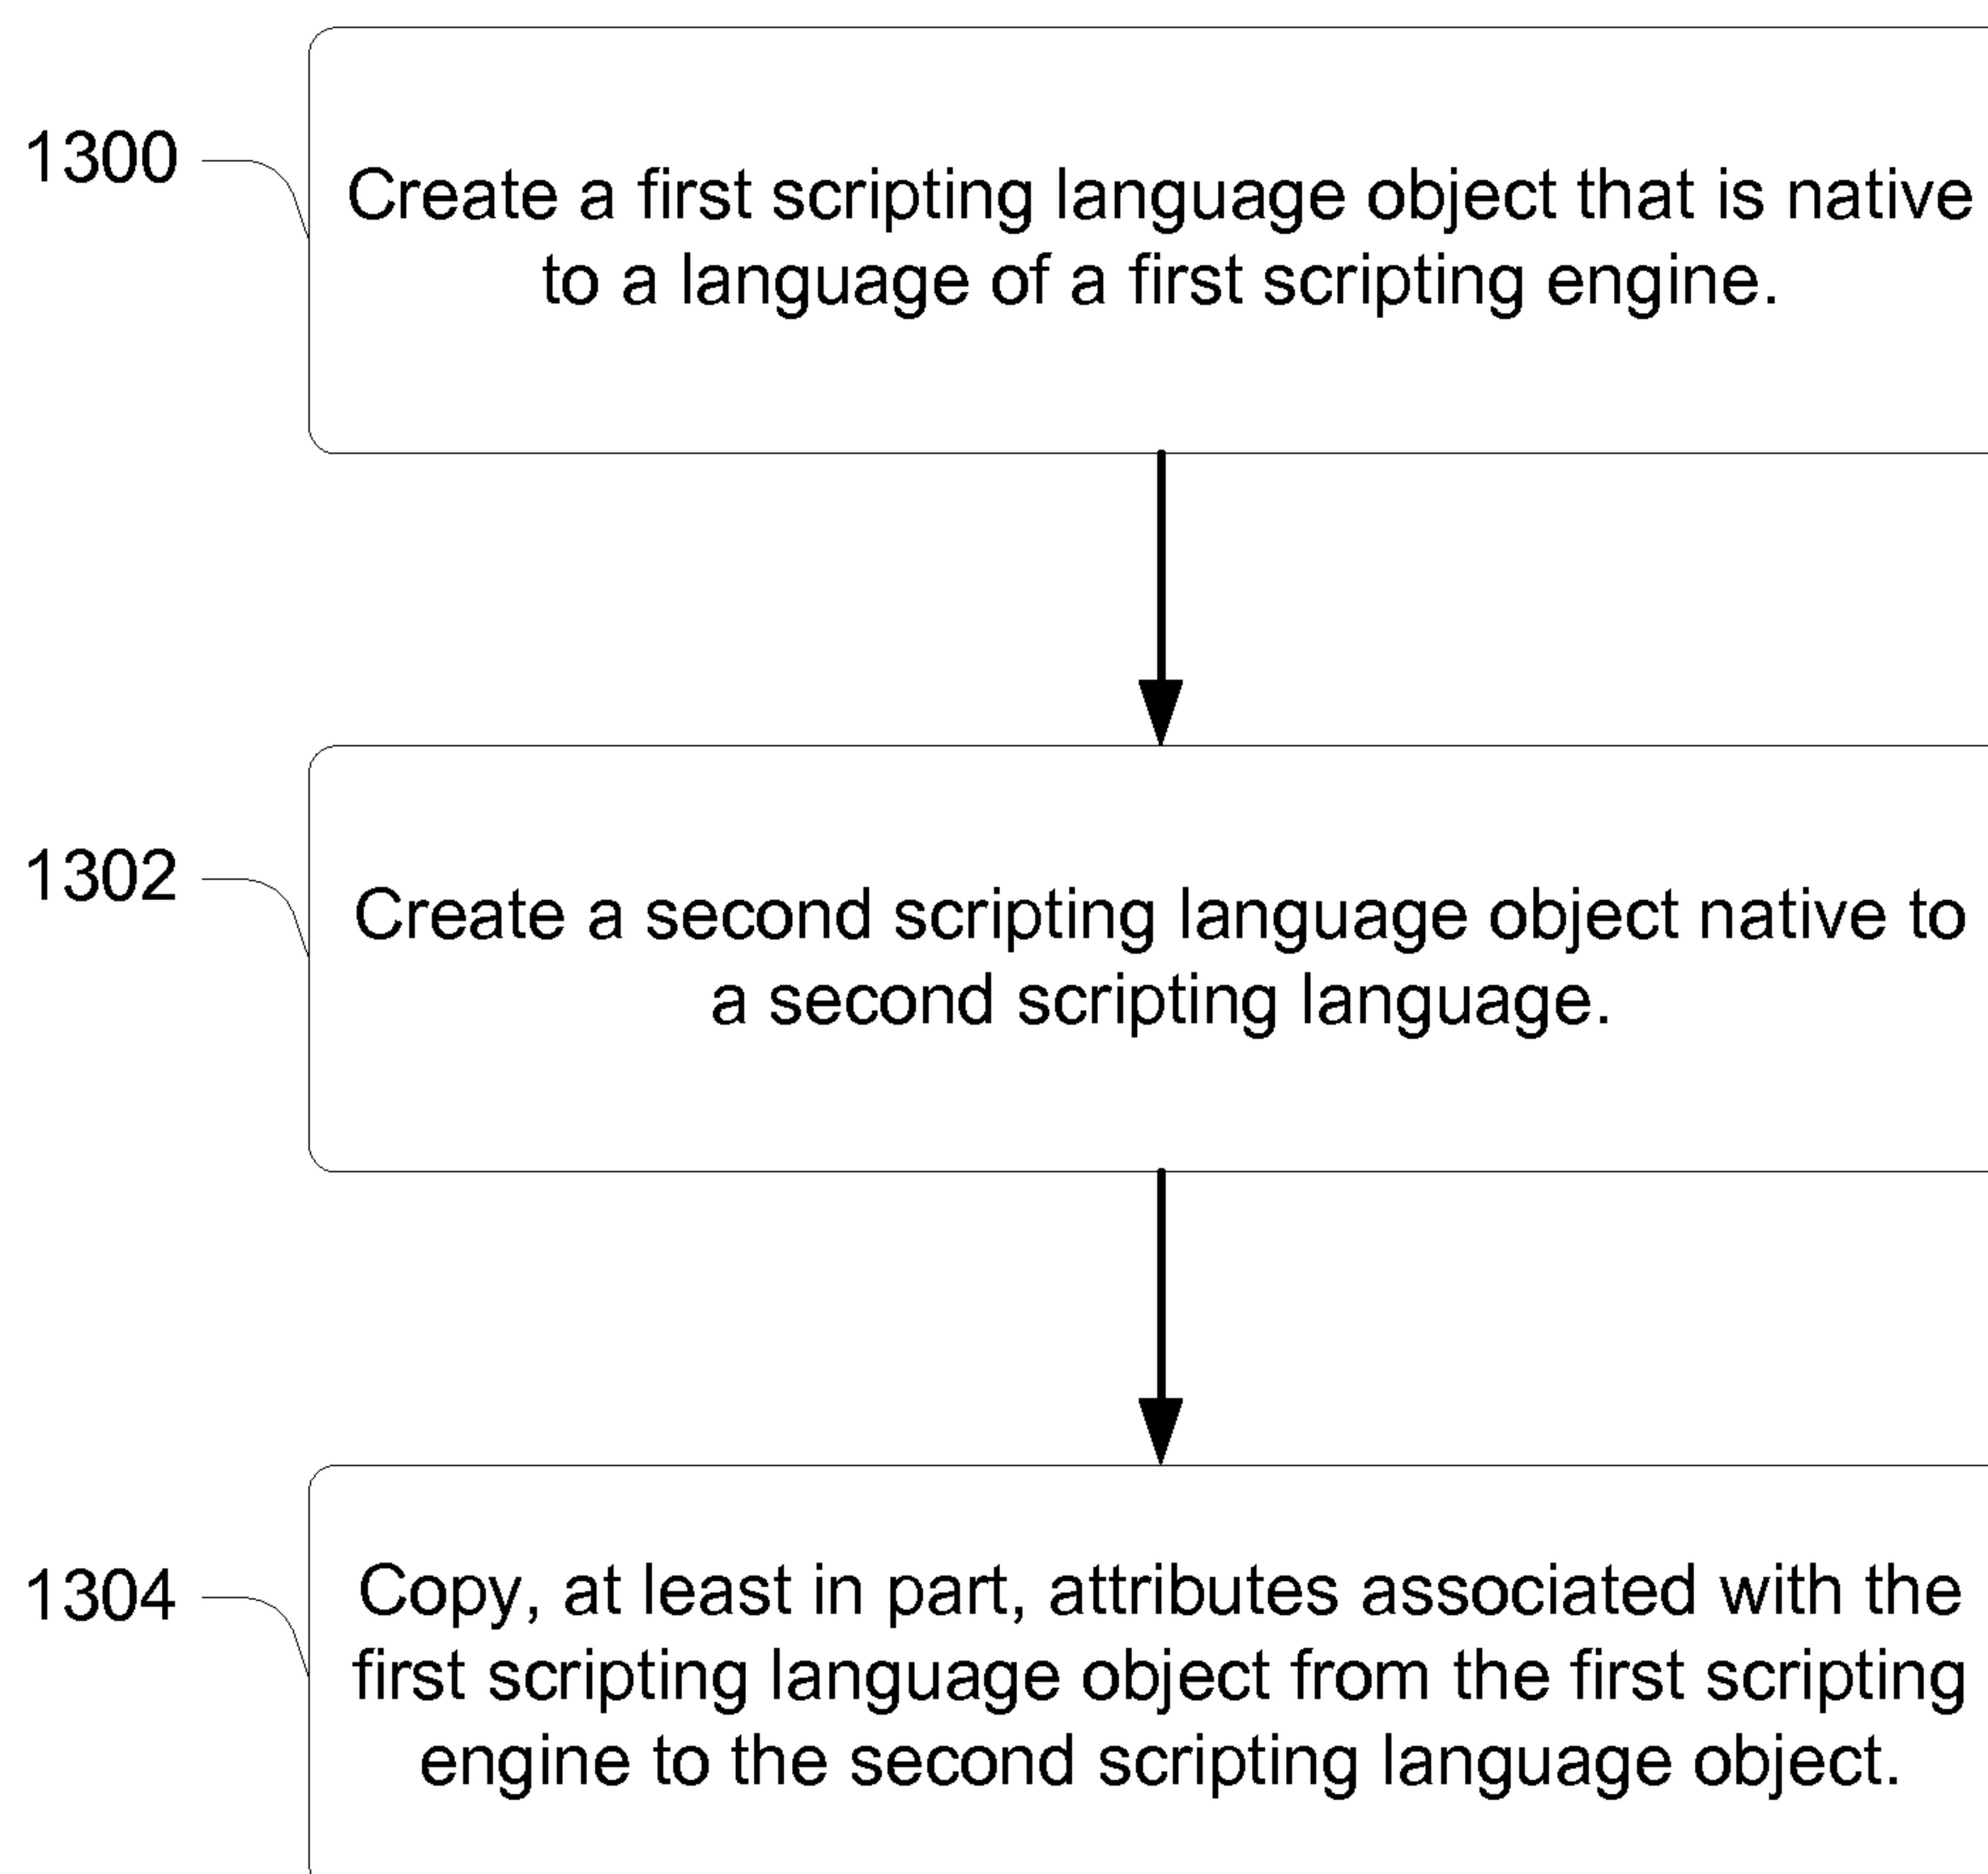 1300
Create a first scripting language object that is native
to a language of a first scripting engine.
1302
Create a second scripting language object native to
a second scripting language.
1304
Copy, at least in part, attributes associated with the
first scripting language object from the first scripting
engine to the second scripting language object.